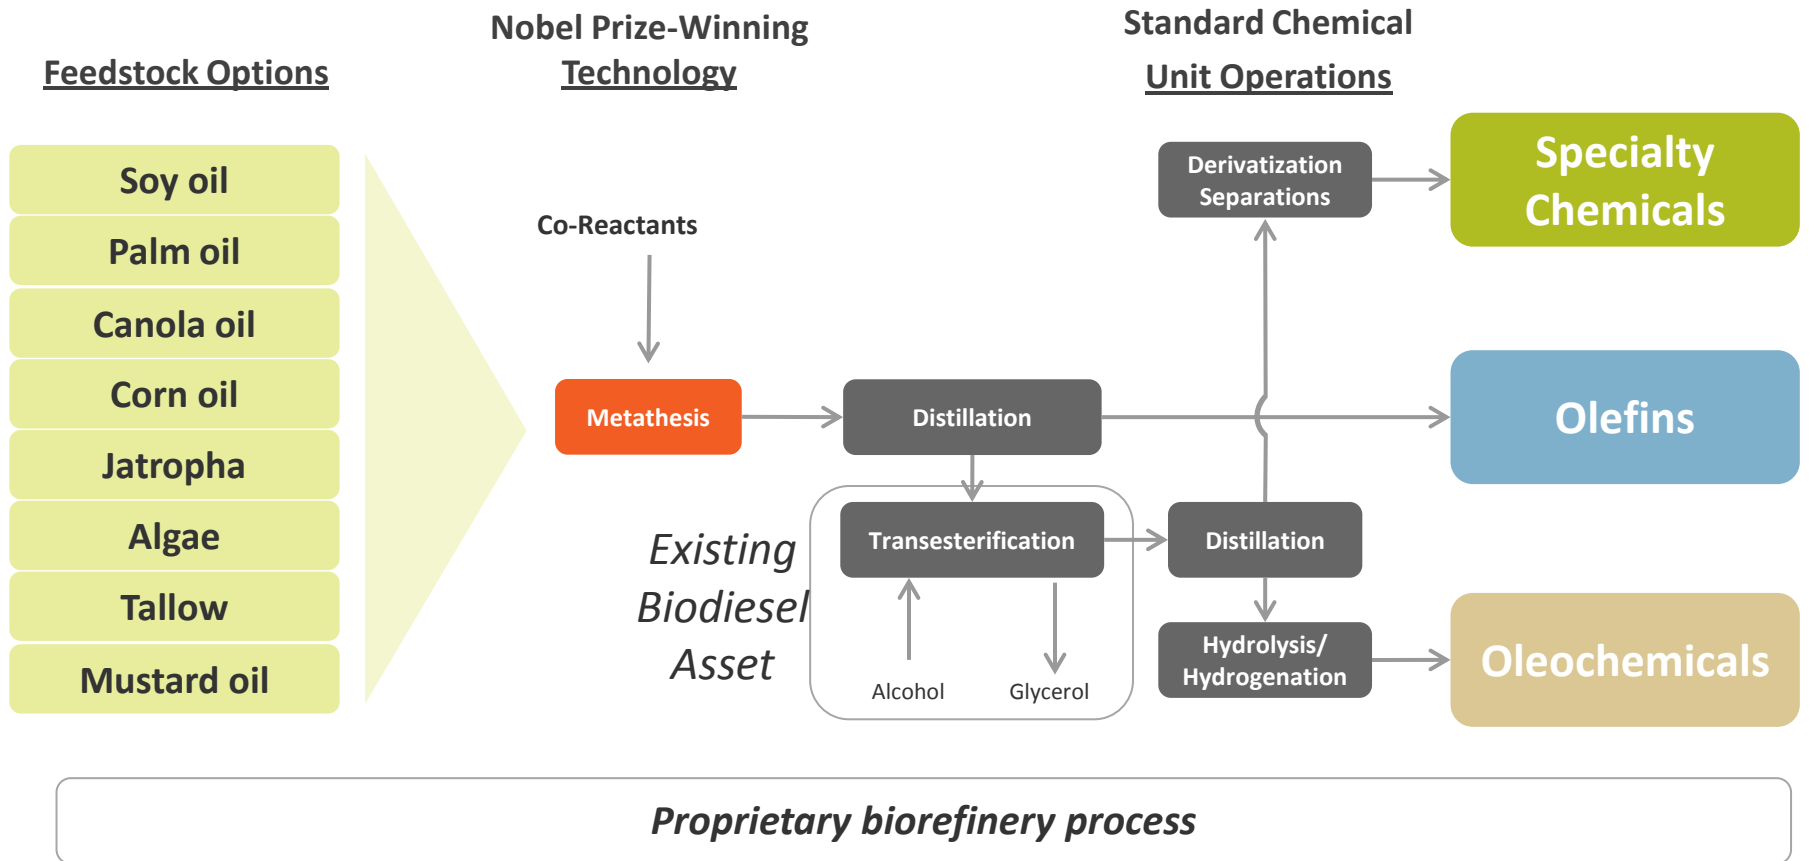 Feedstock Options
Nobel Prize-Winning
Technology
Standard Chemical
Unit Operations
Soy oil
Palm oil
Canola oil
Corn oil
Jatropha
Algae
Tallow
Mustard oil
Co-Reactants
Metathesis
Distillation
Existing
Biodiesel
Asset
Transesterification
Alcohol
Glycerol
Distillation
Derivatization
Separations
Hydrolysis/
Hydrogenation
Specialty
Chemicals
Olefins
Oleochemicals
Proprietary biorefinery process